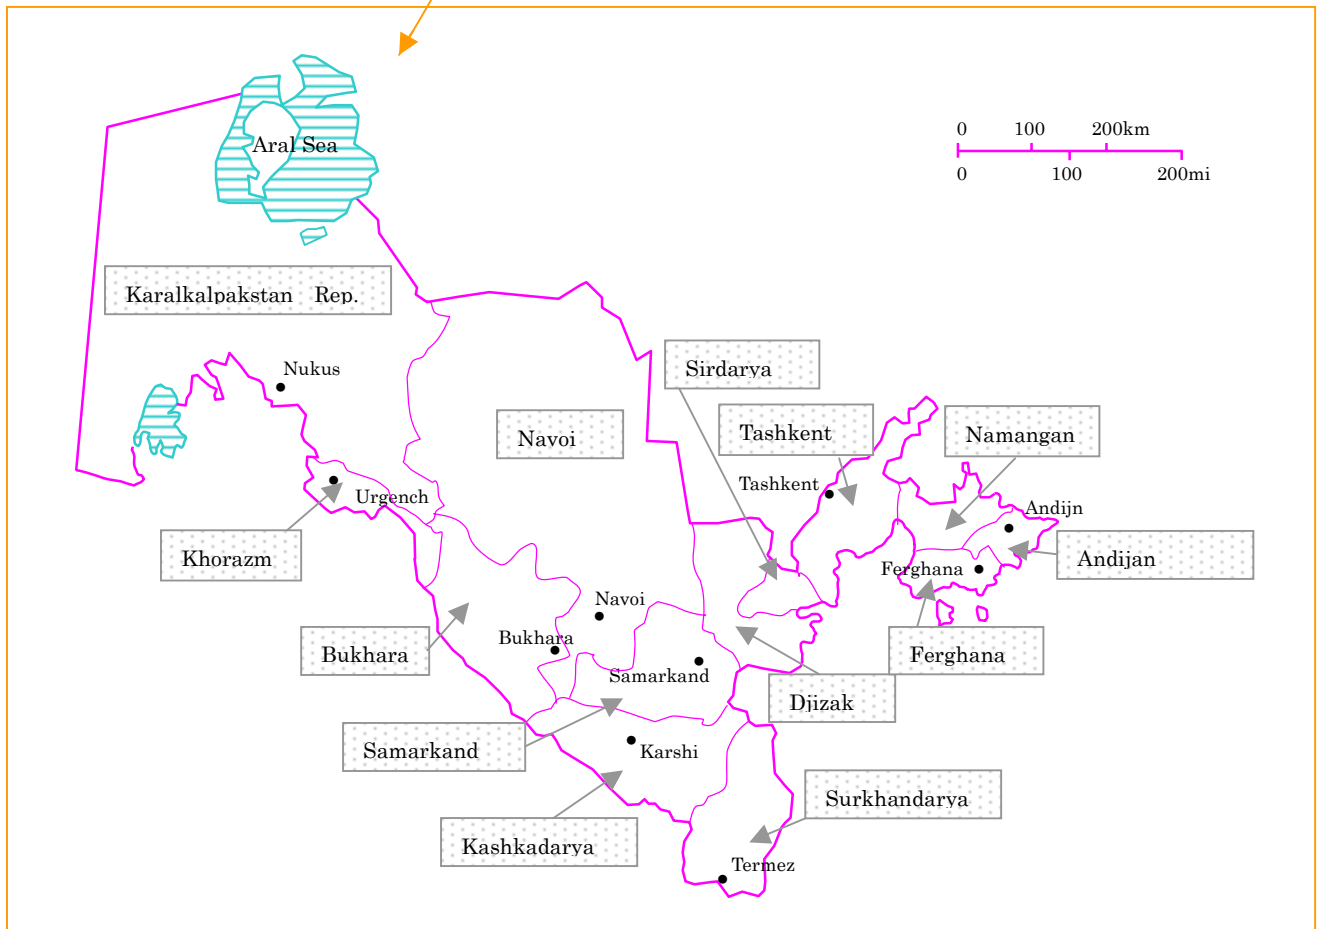 Aral Sea
0 100 200km
0 100 200mi
Karalkalpakstan Rep.
Nukus
Sirdarya
Tashkent
Namangan
Navoi
Tashkent
Urgench
Andijn
Khorazm
Andijan
Ferghana
Navoi
Bukhara
Bukhara
Ferghana
Samarkand
Djizak
Samarkand
Karshi
Surkhandarya
Kashkadarya
Termez